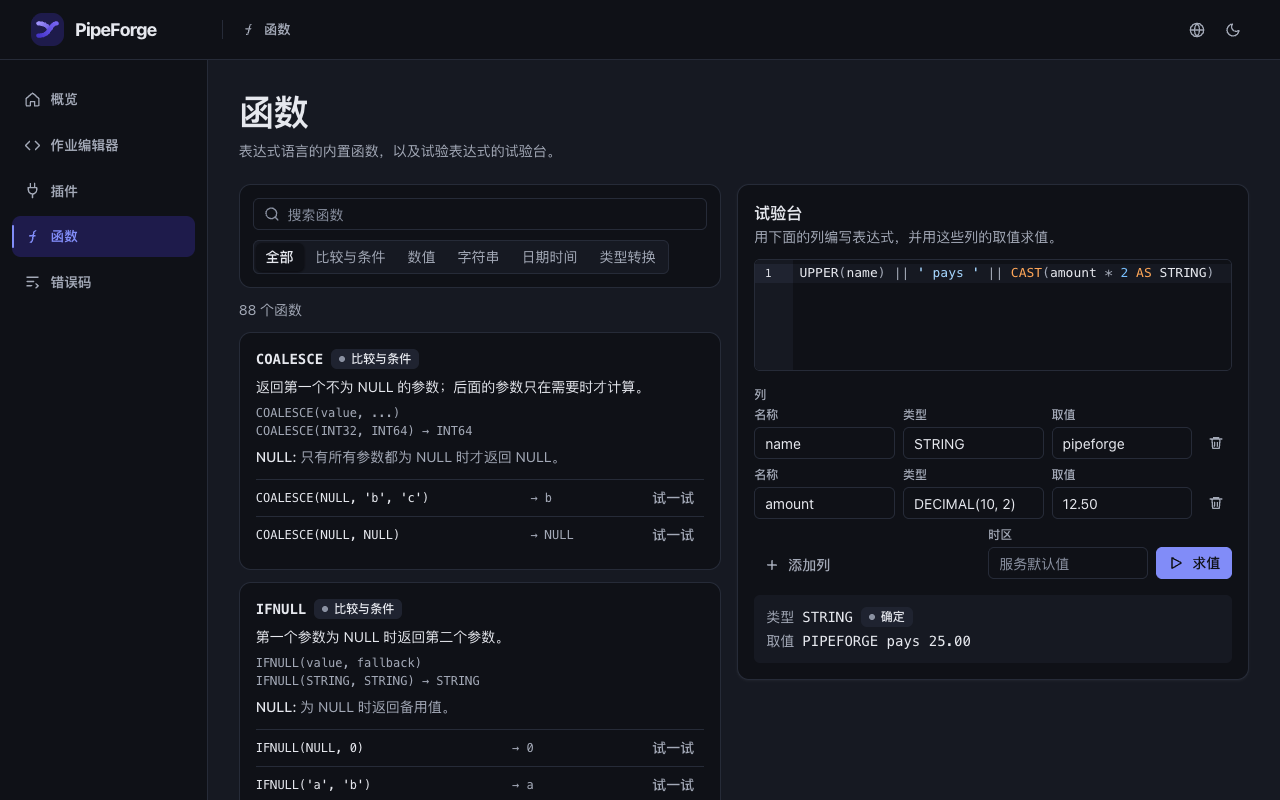 PipeForge
函数
概览
作业编辑器
插件
函数
错误码
函数
表达式语言的内置函数，以及试验表达式的试验台。
搜索函数
全部 比较与条件 数值 字符串 日期时间 类型转换
88 个函数
COALESCE 比较与条件
返回第一个不为 NULL 的参数；后面的参数只在需要时才计算。
COALESCE(value, ...)
COALESCE(INT32, INT64) → INT64
NULL: 只有所有参数都为 NULL 时才返回 NULL。
COALESCE(NULL, 'b', 'c') → b 试一试
COALESCE(NULL, NULL) → NULL 试一试
IFNULL 比较与条件
第一个参数为 NULL 时返回第二个参数。
IFNULL(value, fallback)
IFNULL(STRING, STRING) → STRING
NULL: 为 NULL 时返回备用值。
IFNULL(NULL, 0) → 0 试一试
IFNULL('a', 'b') → a 试一试
试验台
用下面的列编写表达式，并用这些列的取值求值。
1 UPPER(name) || ' pays ' || CAST(amount * 2 AS STRING)
列
名称 类型 取值
name STRING pipeforge
名称 类型 取值
amount DECIMAL(10, 2) 12.50
时区
添加列 服务默认值 求值
类型 STRING 确定
取值 PIPEFORGE pays 25.00